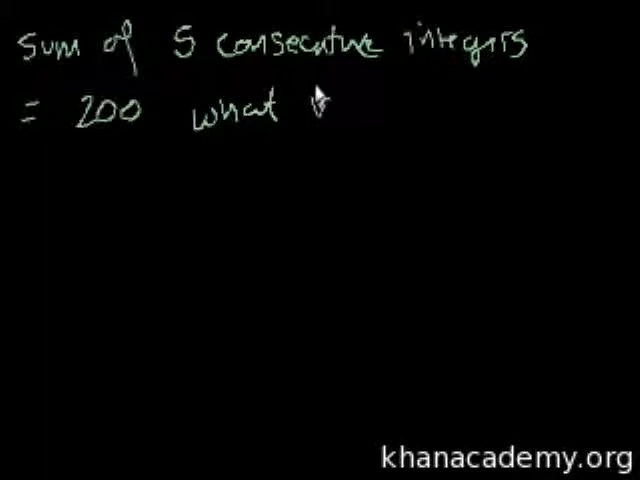 Sum of 5 consecutive integers
= 200 what
khanacademy.org